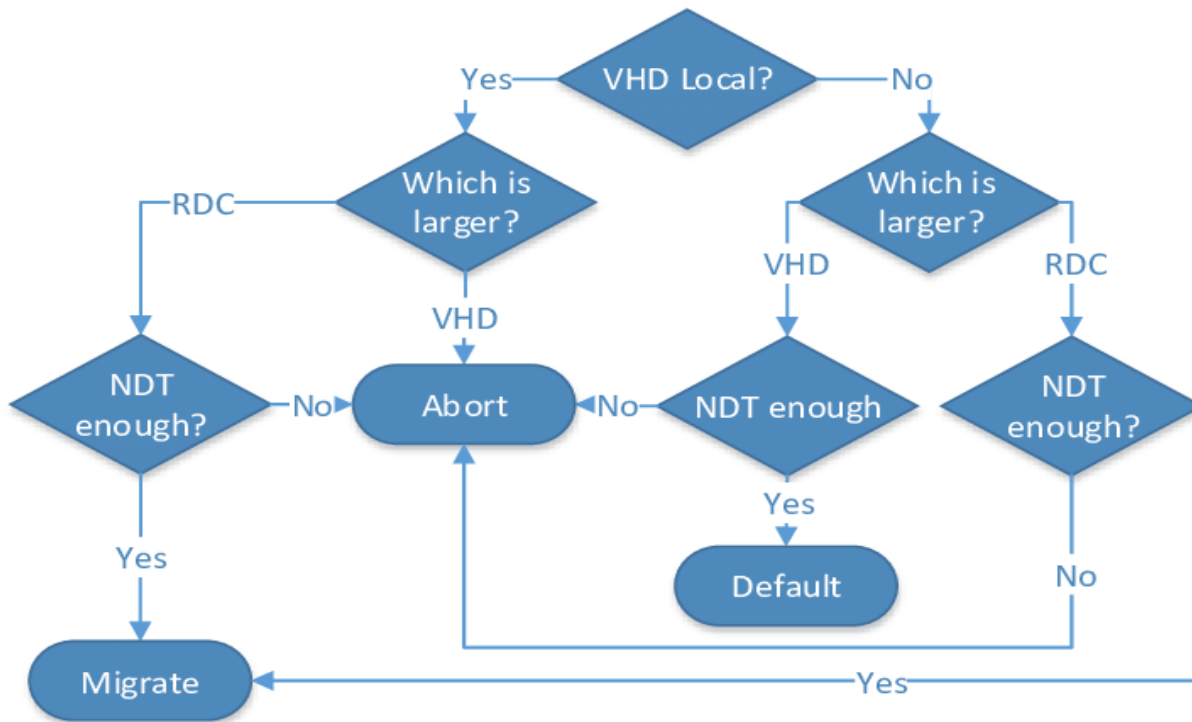 VHD Local?
Yes
No
Which is
larger?
Which is
larger?
RDC
VHD
RDC
VHD
NDT
enough?
No
Abort
No
NDT enough
NDT
enough?
Yes
Yes
No
Default
Migrate
Yes